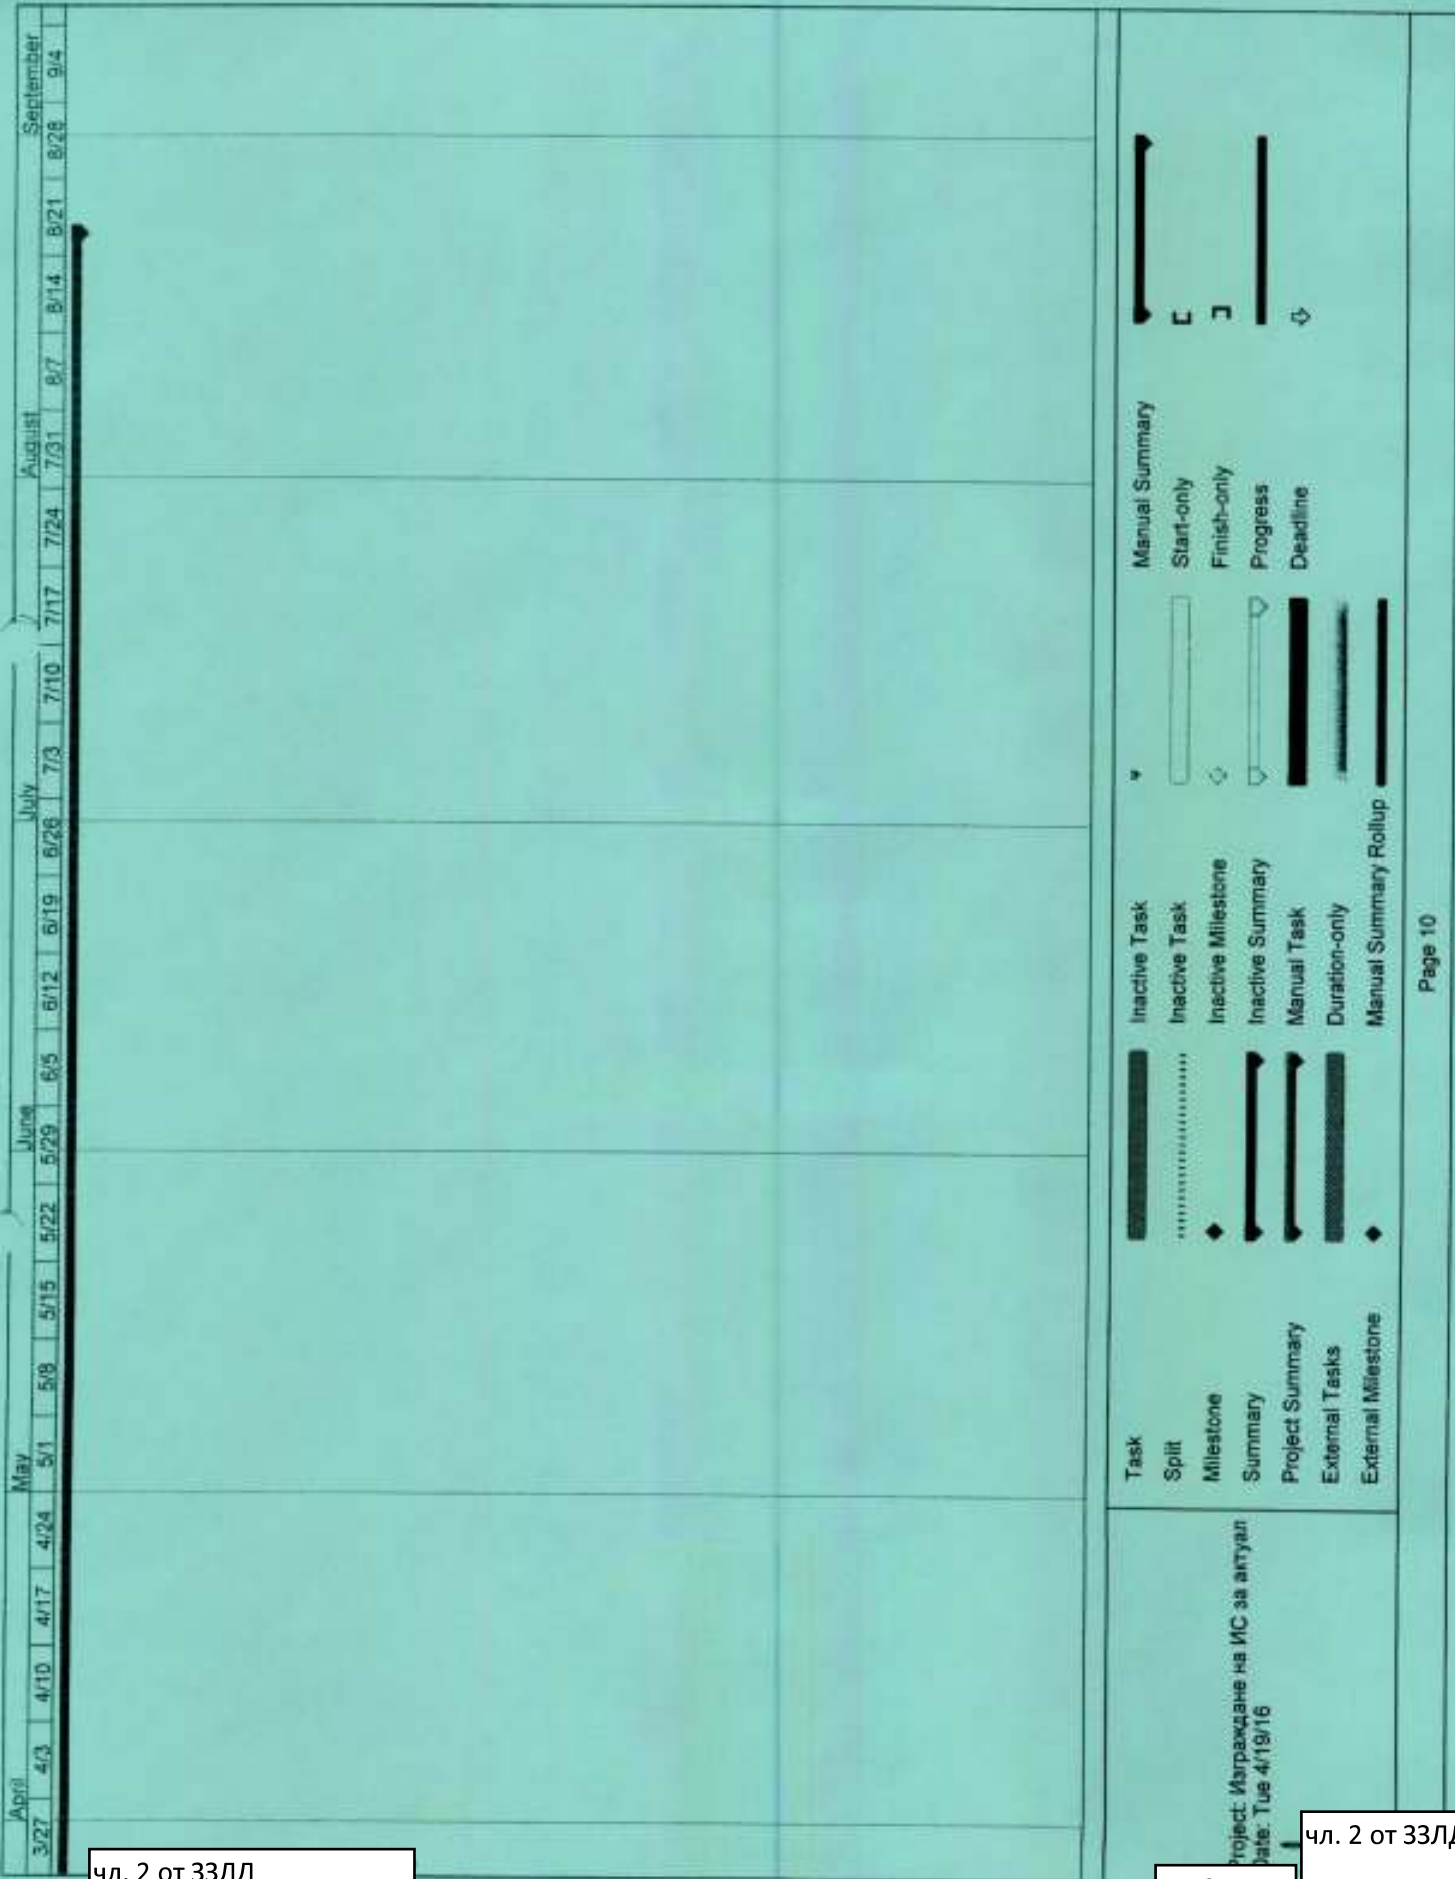 April May June July August September
3/27 4/3 4/10 4/17 4/24 5/1 5/8 5/15 5/22 5/29 6/5 6/12 6/19 6/26 7/3 7/10 7/17 7/24 7/31 8/7 8/14 8/21 8/28 9/4
Project: Изграждане на ИС за актуал
Date: Tue 4/19/16
Task
Split
Milestone
Summary
Project Summary
External Tasks
External Milestone
Inactive Task
Inactive Task
Inactive Milestone
Inactive Summary
Manual Task
Duration-only
Manual Summary Rollup
Manual Summary
Start-only
Finish-only
Progress
Deadline
Page 10
чл. 2 от ЗЗЛД
чл. 2 от ЗЗЛД